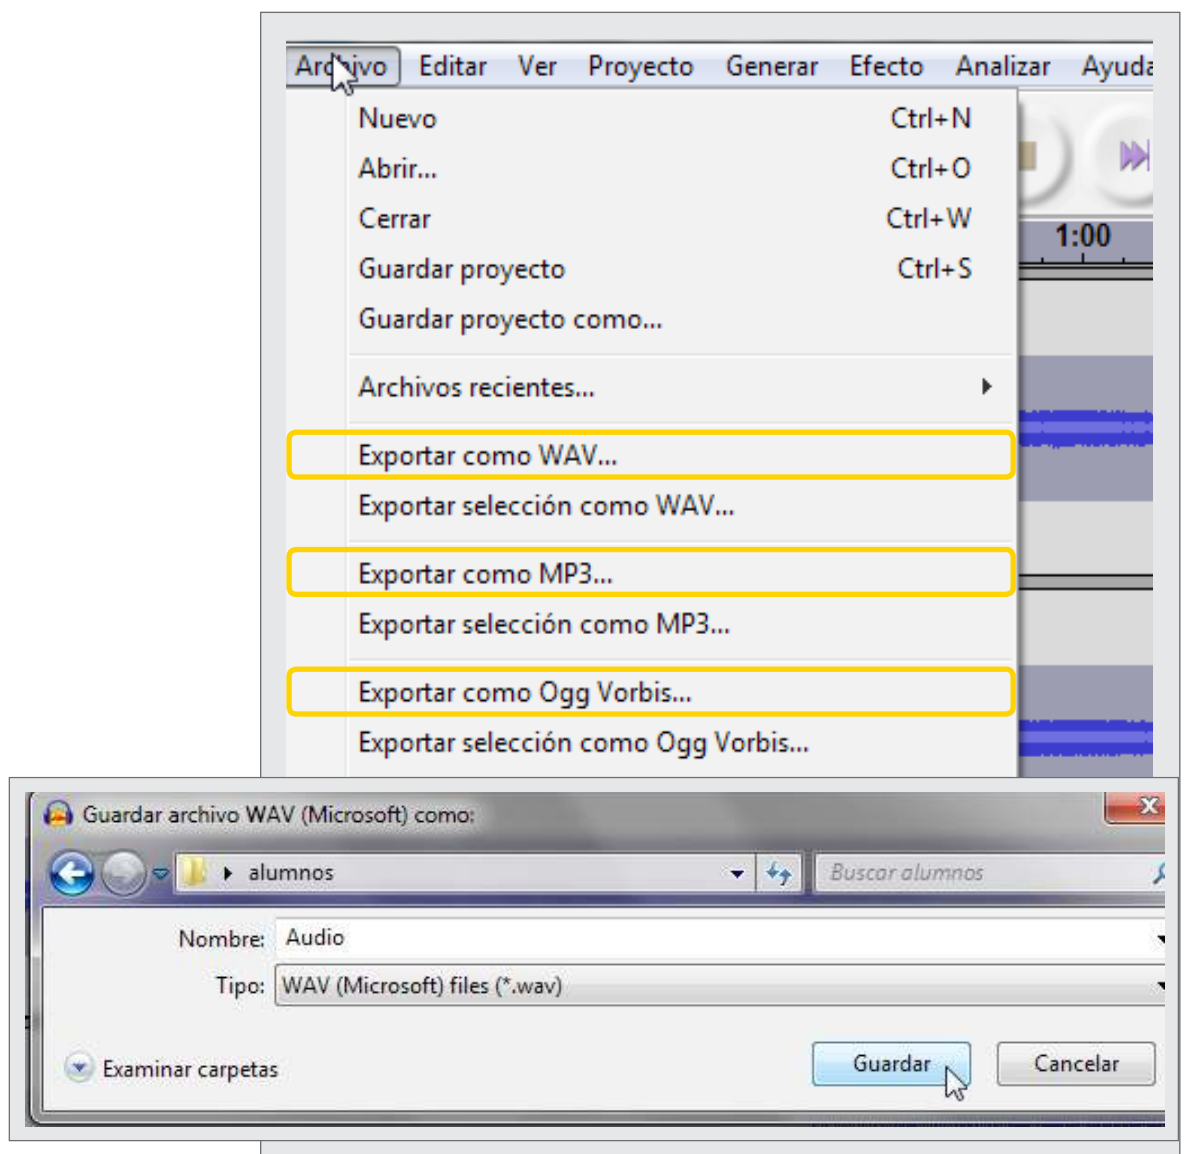 Archivo Editar Ver Proyecto Generar Efecto Analizar Ayuda
Nuevo Ctrl+N
Abrir... Ctrl+O
Cerrar Ctrl+W
Guardar proyecto Ctrl+S
1:00
Guardar proyecto como...
Archivos recientes...
Exportar como WAV...
Exportar selección como WAV...
Exportar como MP3...
Exportar selección como MP3...
Exportar como Ogg Vorbis...
Exportar selección como Ogg Vorbis...
Guardar archivo WAV (Microsoft) como:
alumnos Buscar alumnos
Nombre: Audio
Tipo: WAV (Microsoft) files (*.wav)
Examinar carpetas Guardar Cancelar